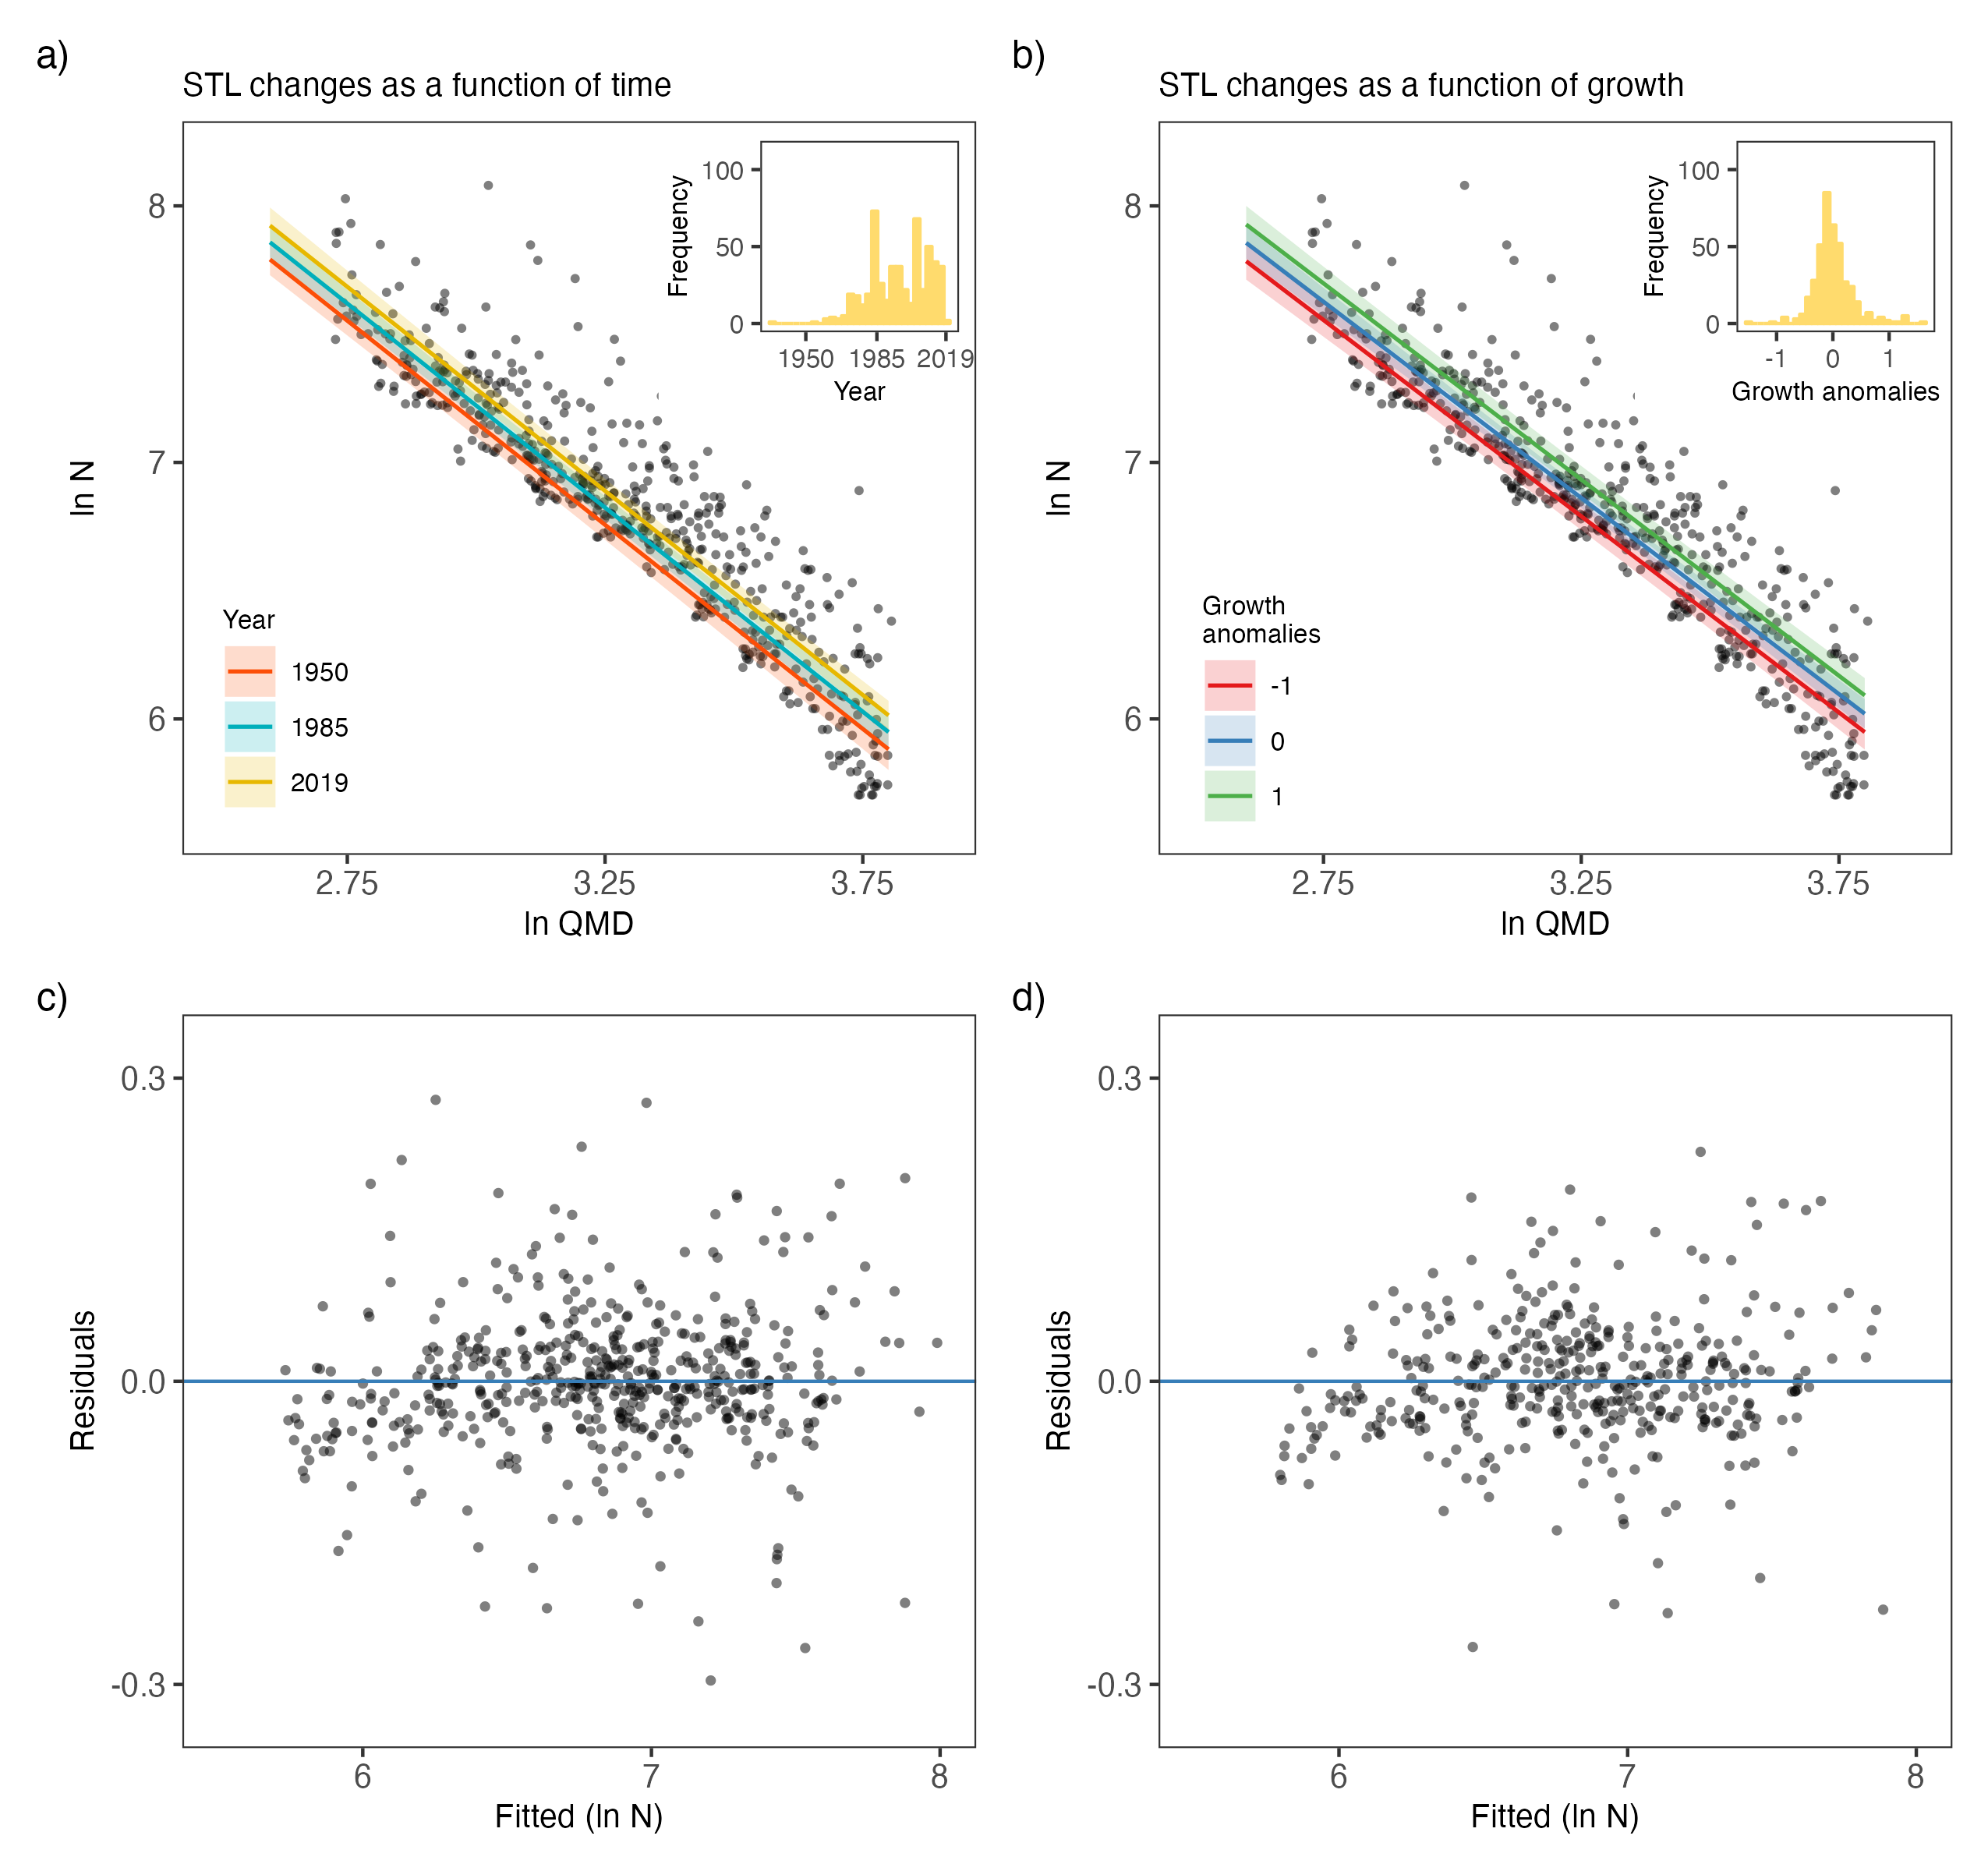 a)
STL changes as a function of time
8
7
6
ln N
2.75 3.25 3.75
ln QMD
Year
1950
1985
2019
Frequency
100
50
0
1950 1985 2019
Year
b)
STL changes as a function of growth
8
7
6
ln N
2.75 3.25 3.75
ln QMD
Growth
anomalies
-1
0
1
Frequency
100
50
0
-1 0 1
Growth anomalies
c)
0.3
0.0
-0.3
Residuals
6 7 8
Fitted (ln N)
d)
0.3
0.0
-0.3
Residuals
6 7 8
Fitted (ln N)